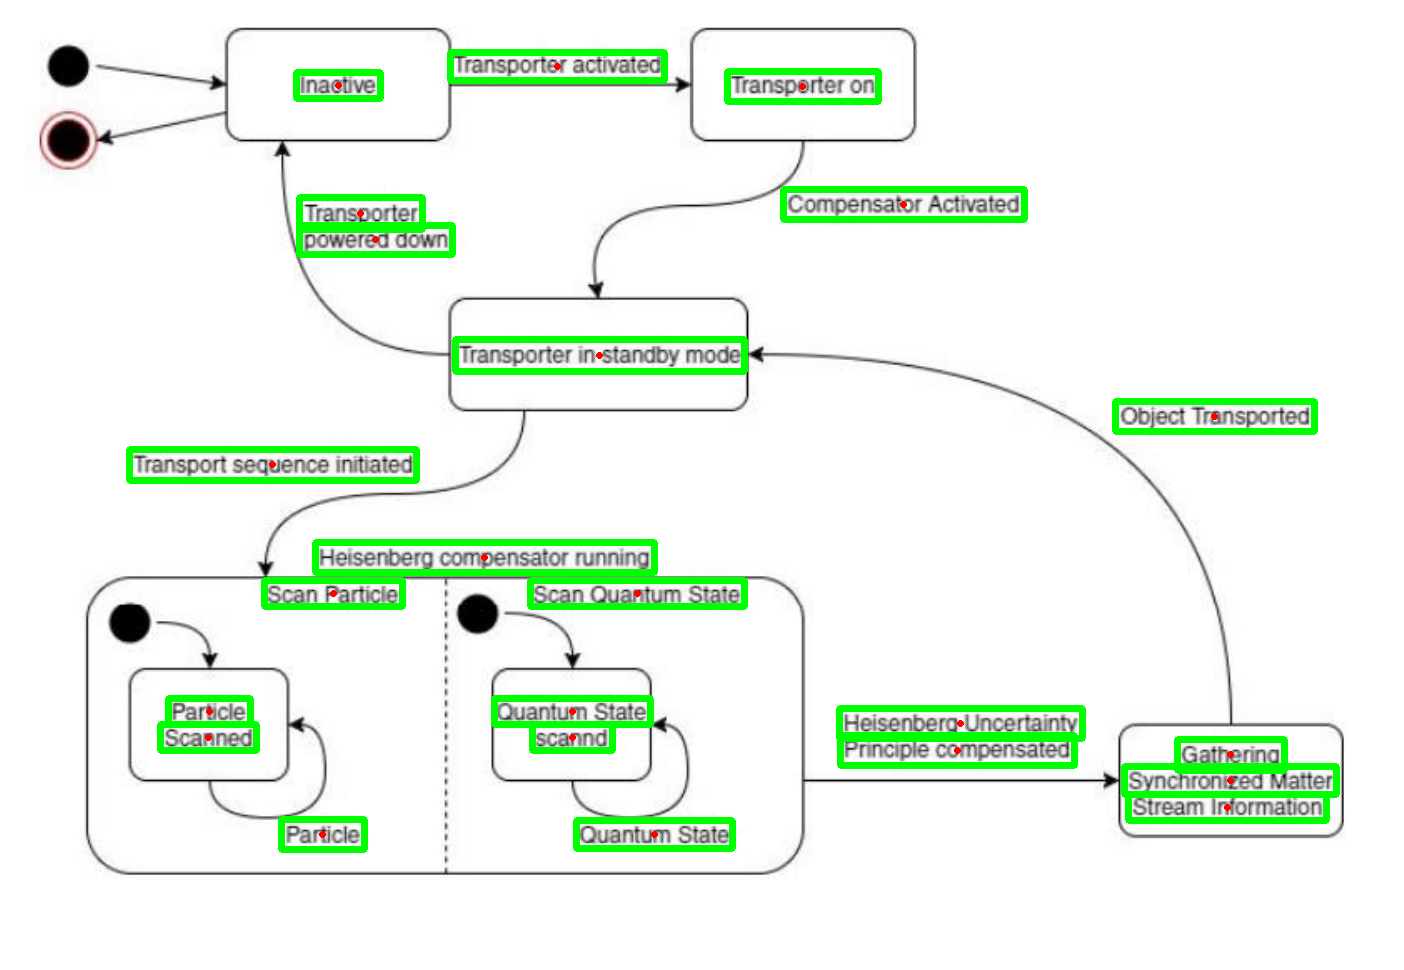 Inactive
Transporter activated
Transporter on
Transporter
powered down
Compensator Activated
Transporter in standby mode
Object Transported
Transport sequence initiated
Heisenberg compensator running
Scan Particle
Scan Quantum State
Particle
Scanned
Quantum State
scannd
Particle
Quantum State
Heisenberg Uncertainty
Principle compensated
Gathering
Synchronized Matter
Stream Information